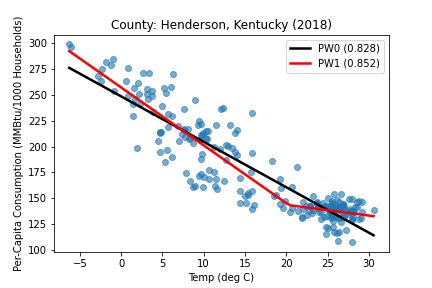 County: Henderson, Kentucky (2018)
Per-Capita Consumption (MMBtu/1000 Households)
300
275
250
225
200
175
150
125
100
PW0 (0.828)
PW1 (0.852)
−5 0 5 10 15 20 25 30
Temp (deg C)